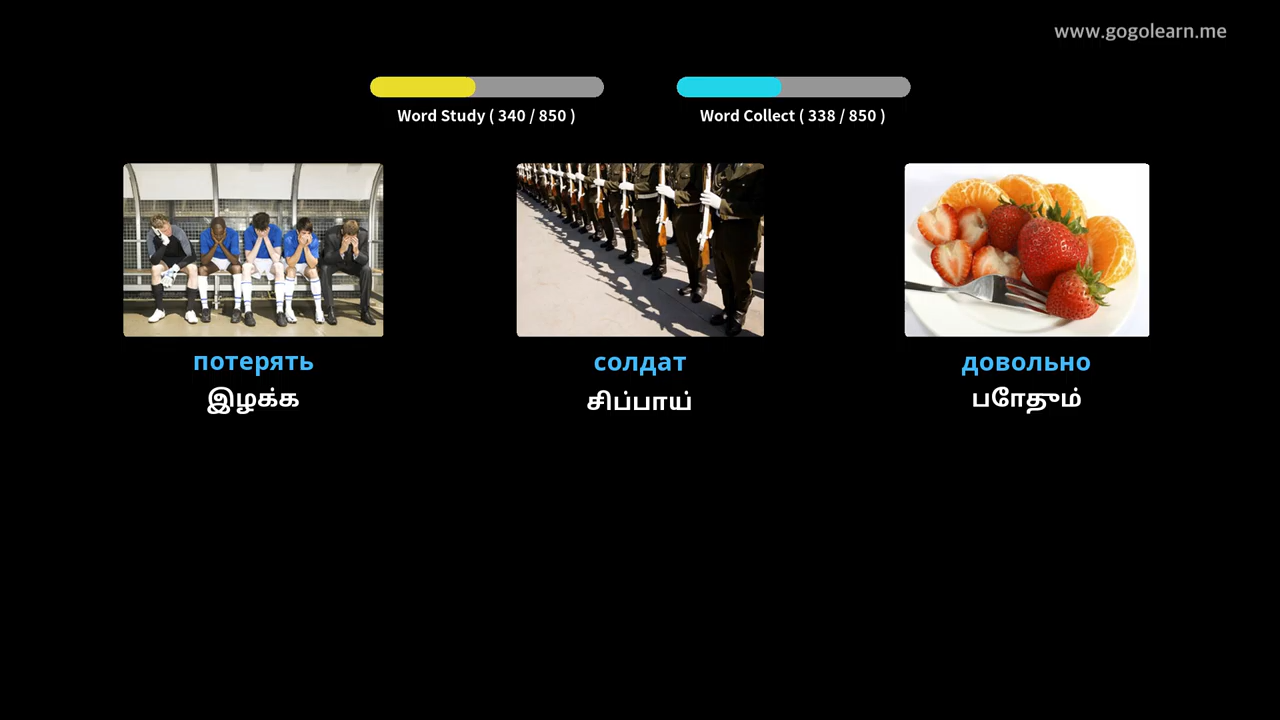 www.gogolearn.me
Word Study ( 340 / 850 )
Word Collect ( 338 / 850 )
потерять
இழக்க
солдат
சிப்பாய்
довольно
போதும்